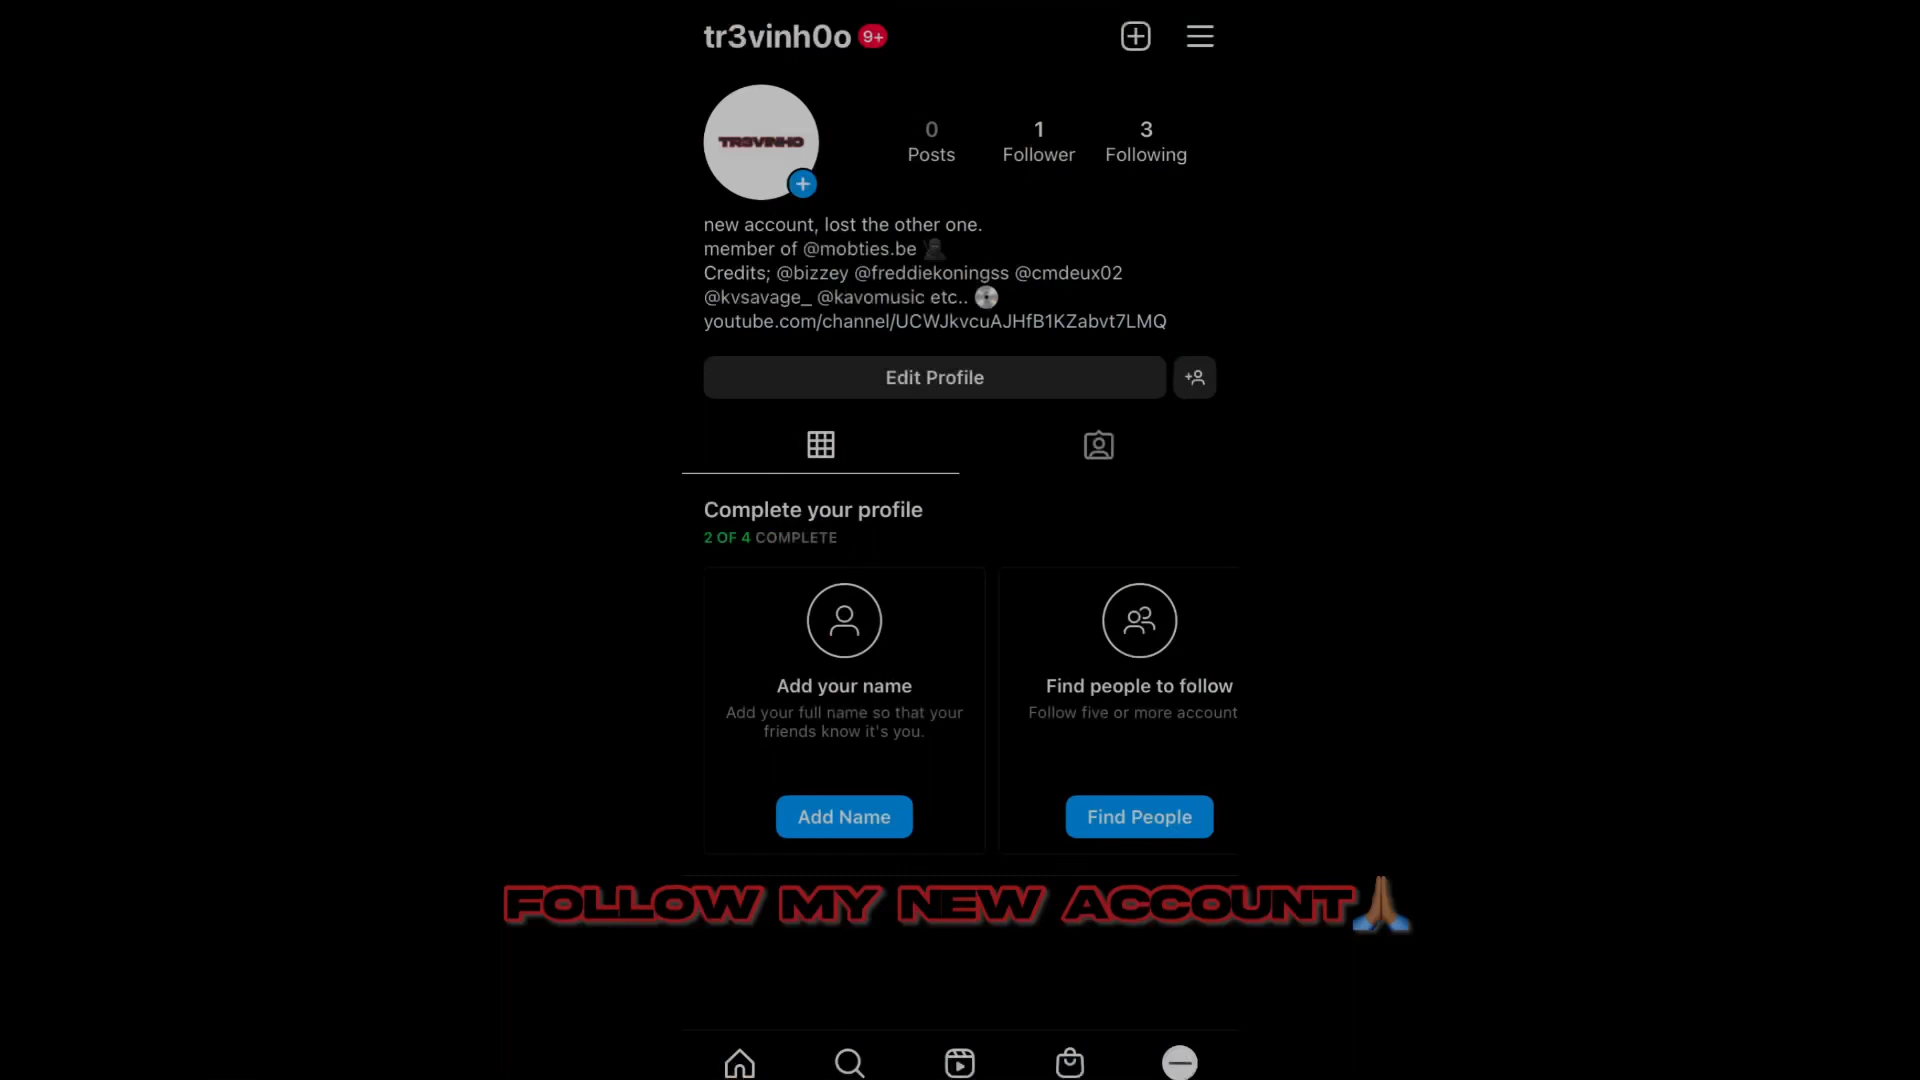 tr3vinh0o 9+
TR3VINHO
0 1 3
Posts Follower Following
new account, lost the other one.
member of @mobties.be
Credits; @bizzey @freddiekoningss @cmdeux02
@kvsavage_ @kavomusic etc..
youtube.com/channel/UCWJkvcuAJHfB1KZabvt7LMQ
Edit Profile
Complete your profile
2 OF 4 COMPLETE
Add your name
Add your full name so that your
friends know it's you.
Add Name
Find people to follow
Follow five or more account
Find People
FOLLOW MY NEW ACCOUNT